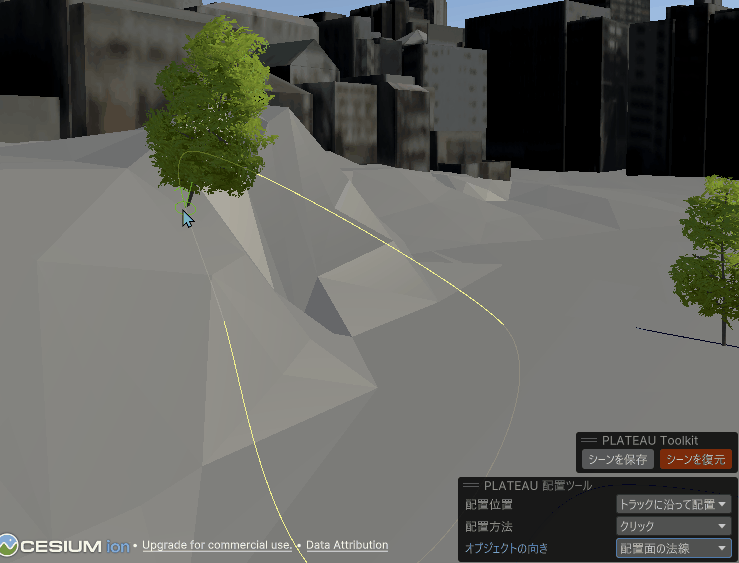 PLATEAU Toolkit
シーンを保存 シーンを復元
PLATEAU 配置ツール
配置位置 トラックに沿って配置
配置方法 クリック
オブジェクトの向き 配置面の法線
CESIUM ion • Upgrade for commercial use. • Data Attribution